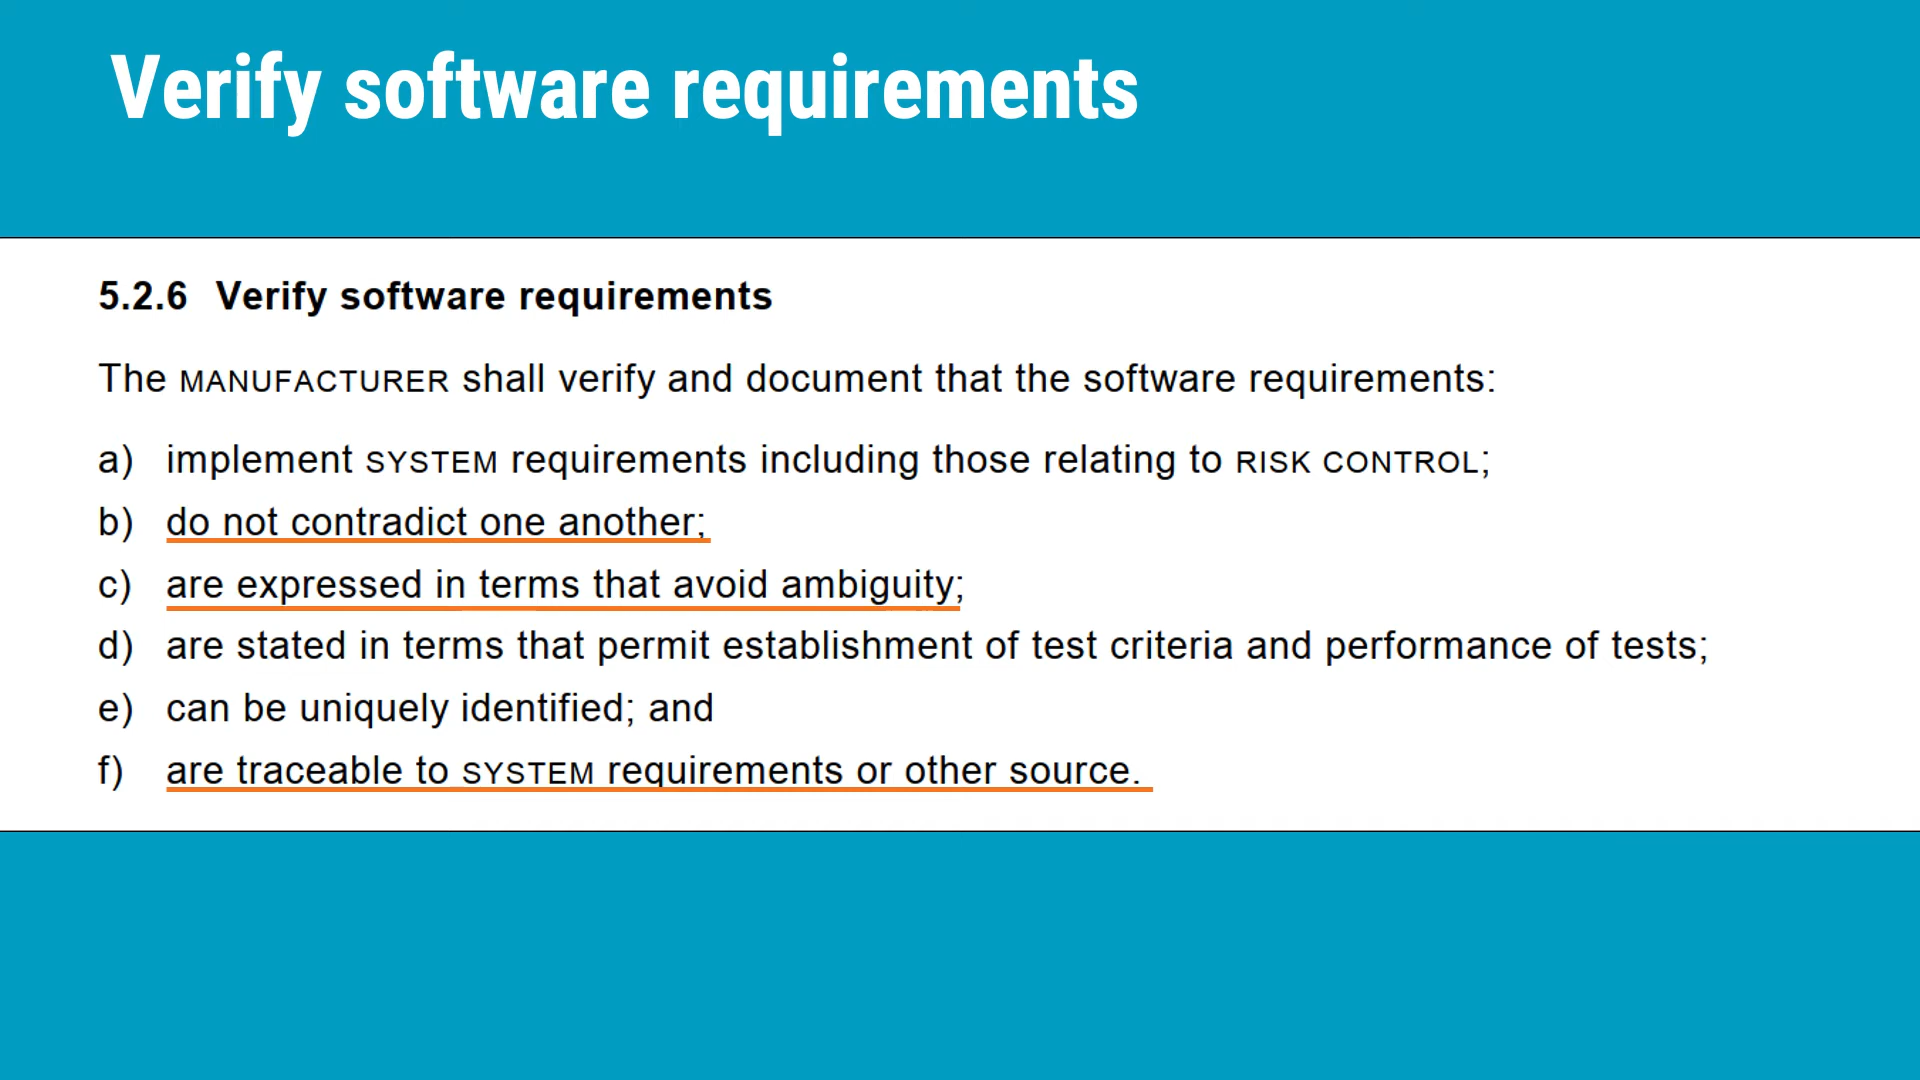 Verify software requirements
5.2.6 Verify software requirements
The MANUFACTURER shall verify and document that the software requirements:
a) implement SYSTEM requirements including those relating to RISK CONTROL;
b) do not contradict one another;
c) are expressed in terms that avoid ambiguity;
d) are stated in terms that permit establishment of test criteria and performance of tests;
e) can be uniquely identified; and
f) are traceable to SYSTEM requirements or other source.